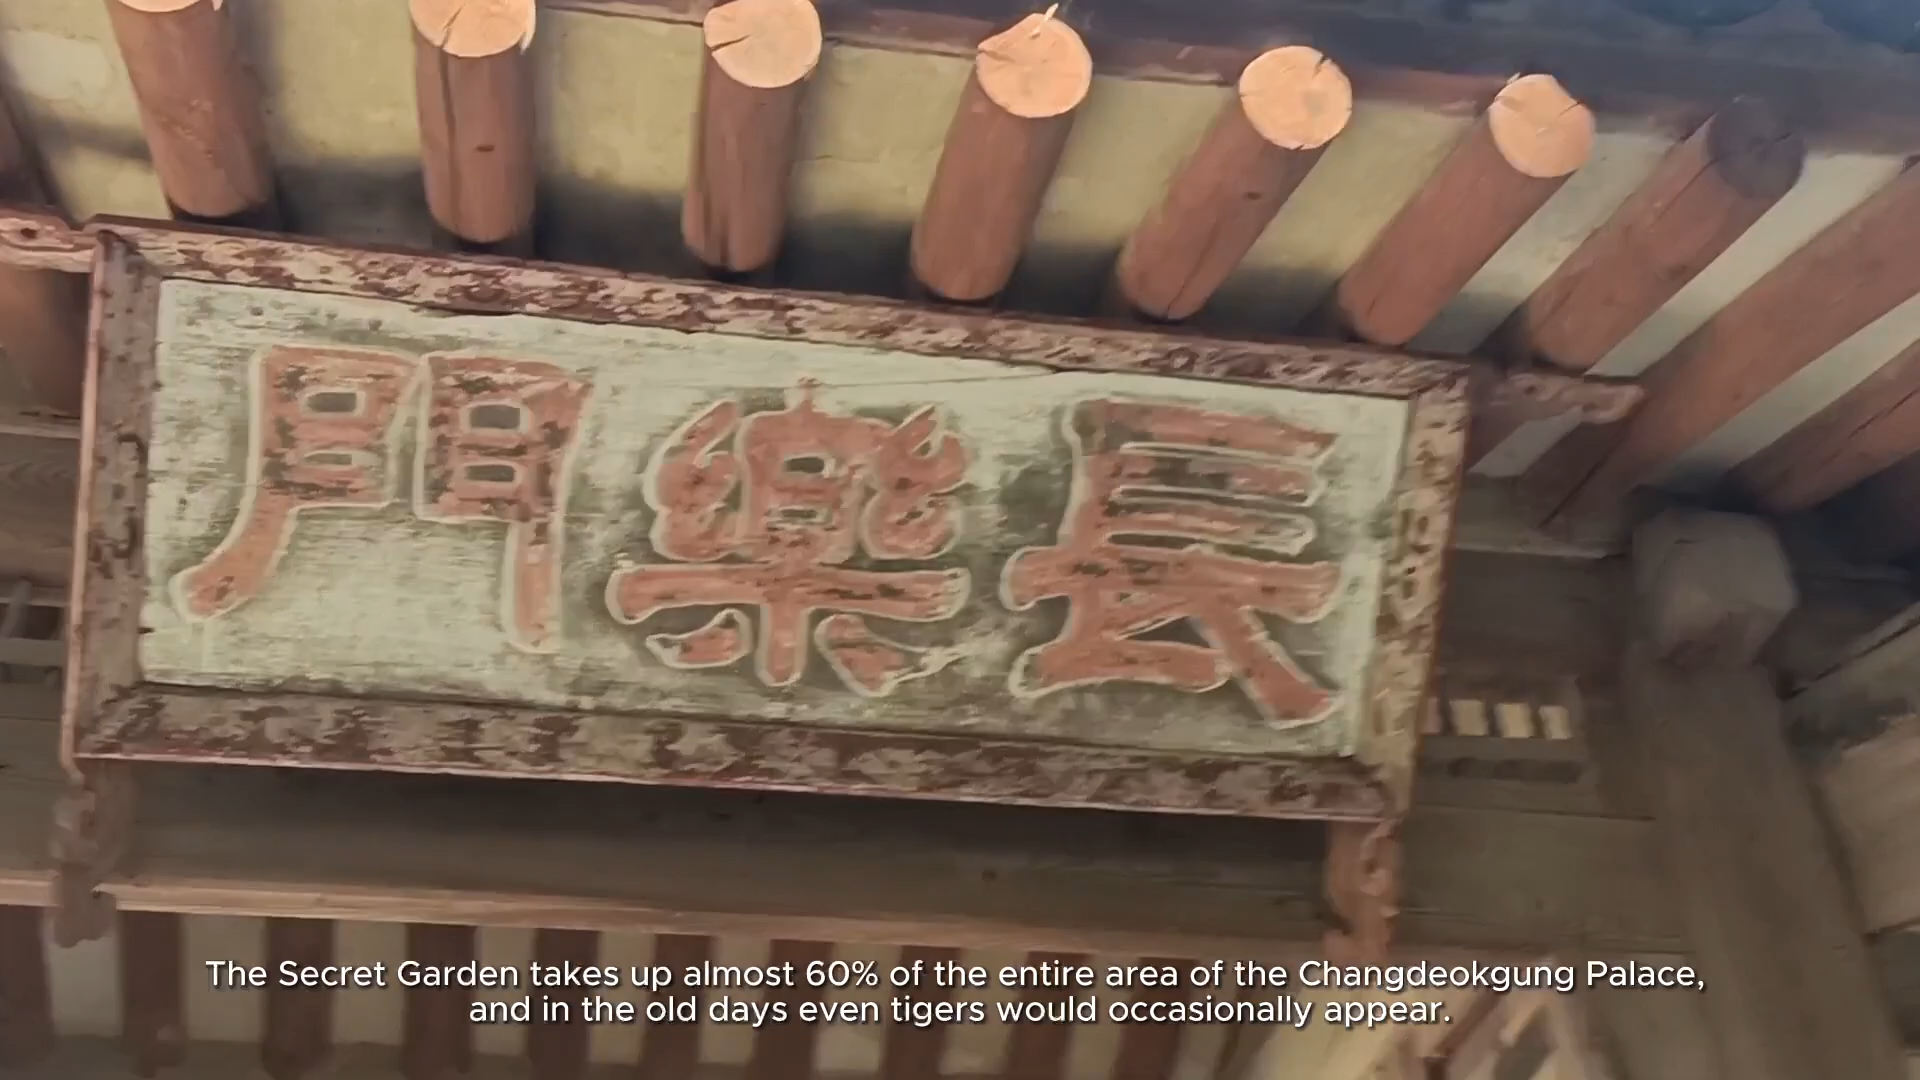 長樂門
The Secret Garden takes up almost 60% of the entire area of the Changdeokgung Palace,
and in the old days even tigers would occasionally appear.